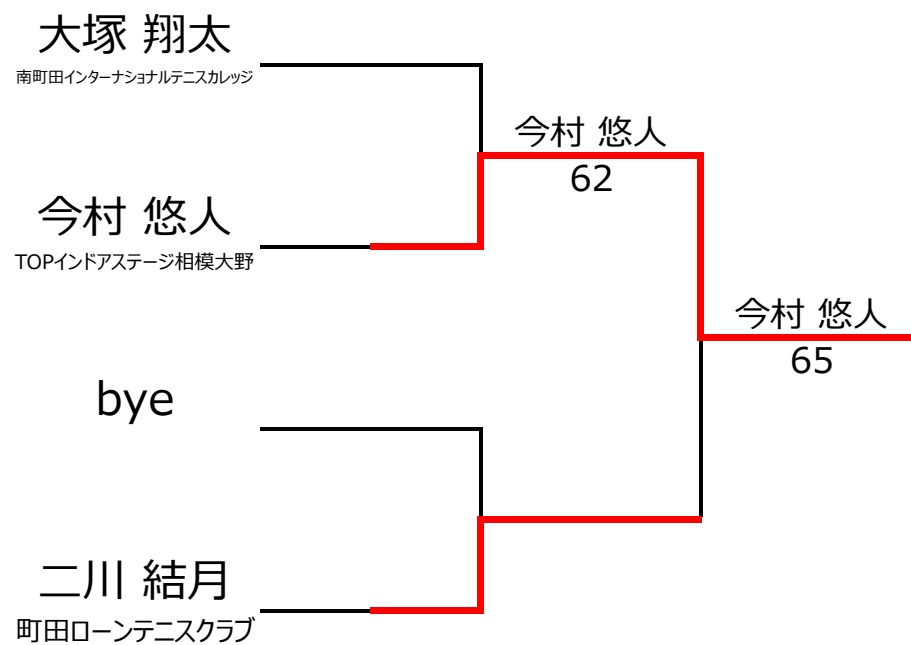 大塚 翔太
南町田インターナショナルテニスカレッジ
今村 悠人
62
今村 悠人
TOPインドアステージ相模大野
今村 悠人
65
bye
二川 結月
町田ローンテニスクラブ